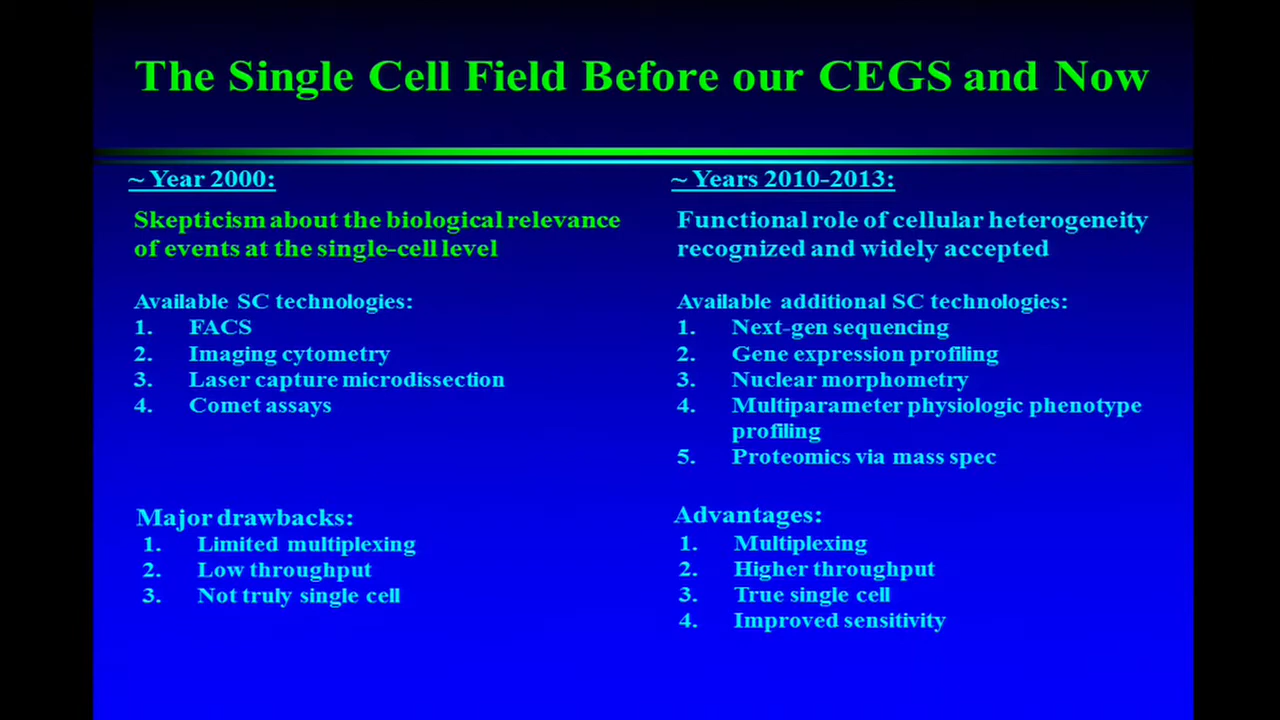 The Single Cell Field Before our CEGS and Now
~ Year 2000:
Skepticism about the biological relevance
of events at the single-cell level
Available SC technologies:
1. FACS
2. Imaging cytometry
3. Laser capture microdissection
4. Comet assays
Major drawbacks:
1. Limited multiplexing
2. Low throughput
3. Not truly single cell
~ Years 2010-2013:
Functional role of cellular heterogeneity
recognized and widely accepted
Available additional SC technologies:
1. Next-gen sequencing
2. Gene expression profiling
3. Nuclear morphometry
4. Multiparameter physiologic phenotype
profiling
5. Proteomics via mass spec
Advantages:
1. Multiplexing
2. Higher throughput
3. True single cell
4. Improved sensitivity